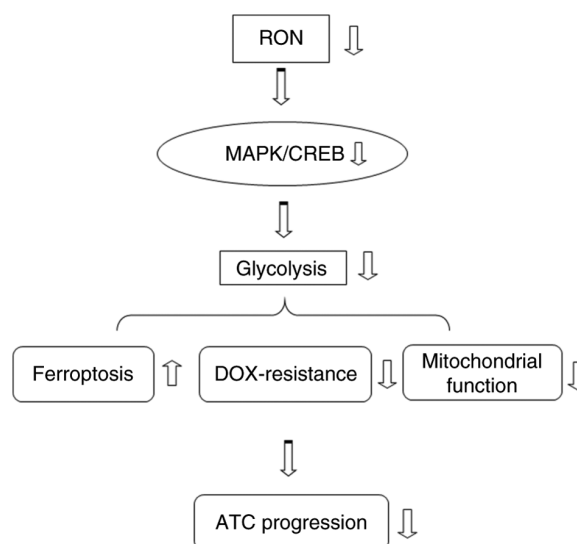 RON
MAPK/CREB
Glycolysis
Ferroptosis
DOX-resistance
Mitochondrial
function
ATC progression